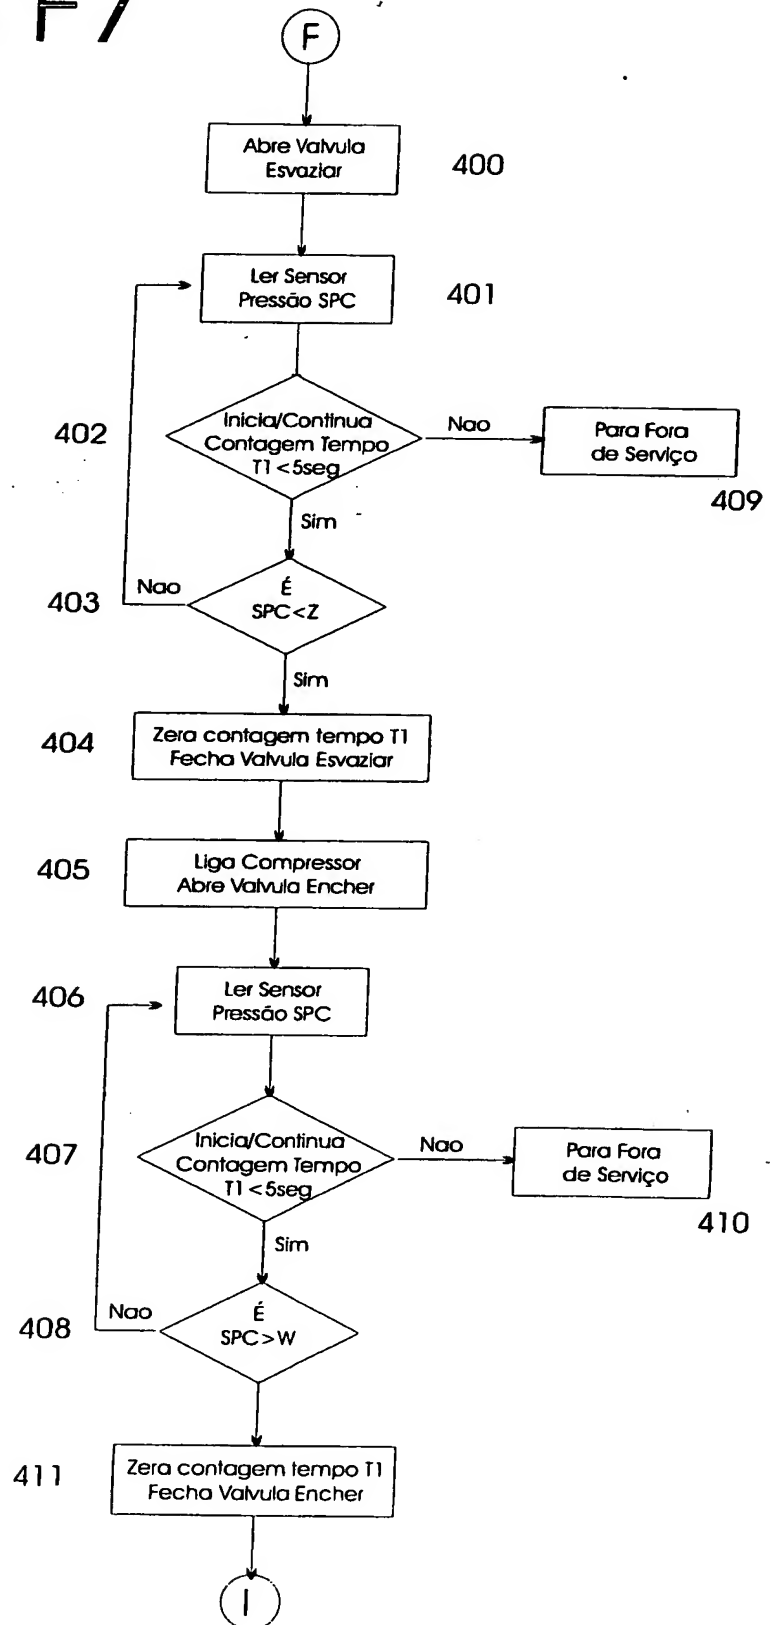 F7
F
Abre Valvula
Esvaziar
400
Ler Sensor
Pressão SPC
401
402
Inicia/Continua
Contagem Tempo
T1<5seg
Nao
Para Fora
de Serviço
409
Sim
403
Nao
É
SPC<Z
Sim
404
Zera contagem tempo T1
Fecha Valvula Esvaziar
405
Liga Compressor
Abre Valvula Encher
406
Ler Sensor
Pressão SPC
407
Inicia/Continua
Contagem Tempo
T1<5seg
Nao
Para Fora
de Serviço
410
Sim
408
Nao
É
SPC>W
411
Zera contagem tempo T1
Fecha Valvula Encher
I